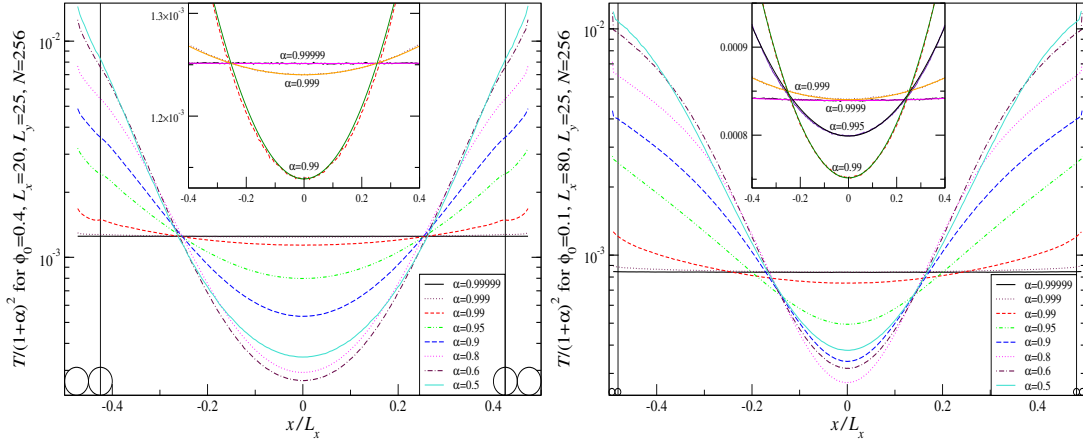 T/(1+α)² for ϕ₀=0.4, Lₓ=20, L_y=25, N=256
10⁻²
10⁻³
-0.4
-0.2
0
0.2
0.4
x/Lₓ
α=0.99999
α=0.999
α=0.99
α=0.95
α=0.9
α=0.8
α=0.6
α=0.5
1.3×10⁻³
1.2×10⁻³
-0.4
-0.2
0
0.2
0.4
α=0.99999
α=0.999
α=0.99
T/(1+α)² for ϕ₀=0.1, Lₓ=80, L_y=25, N=256
10⁻²
10⁻³
-0.4
-0.2
0
0.2
0.4
x/Lₓ
α=0.99999
α=0.999
α=0.99
α=0.95
α=0.9
α=0.8
α=0.6
α=0.5
0.0009
0.0008
-0.4
-0.2
0
0.2
0.4
α=0.999
α=0.9999
α=0.995
α=0.99